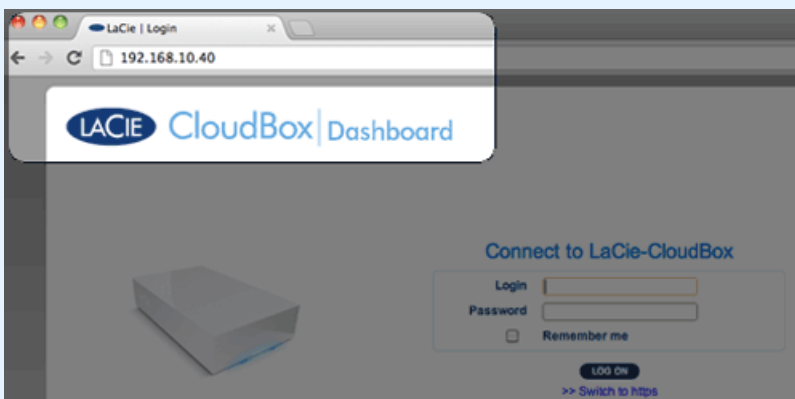 LaCie | Login
192.168.10.40
LACIE CloudBox Dashboard
Connect to LaCie-CloudBox
Login
Password
Remember me
LOG ON
>> Switch to https